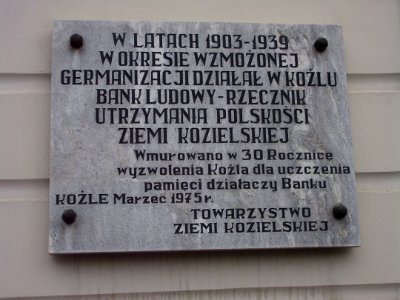 W LATACH 1903-1939
W OKRESIE WZMOŻONEJ
GERMANIZACJI DZIAŁAŁ W KOŹLU
BANK LUDOWY-RZECZNIK
UTRZYMANIA POLSKOŚCI
ZIEMI KOZIELSKIEJ
Wmurowano w 30 Rocznicę
wyzwolenia Koźla dla uczczenia
pamięci działaczy Banku
KOŹLE Marzec 1975r.
TOWARZYSTWO
ZIEMI KOZIELSKIEJ